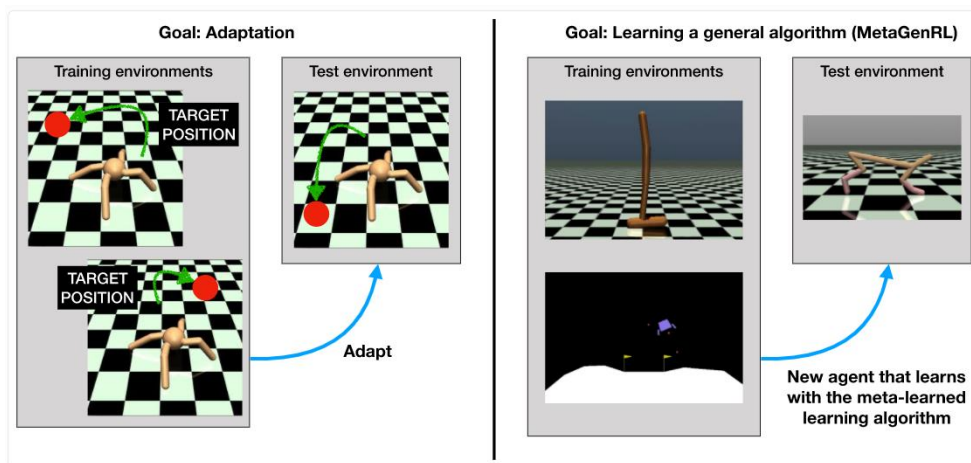 Goal: Adaptation
Training environments
TARGET
POSITION
TARGET
POSITION
Test environment
Adapt
Goal: Learning a general algorithm (MetaGenRL)
Training environments
Test environment
New agent that learns
with the meta-learned
learning algorithm